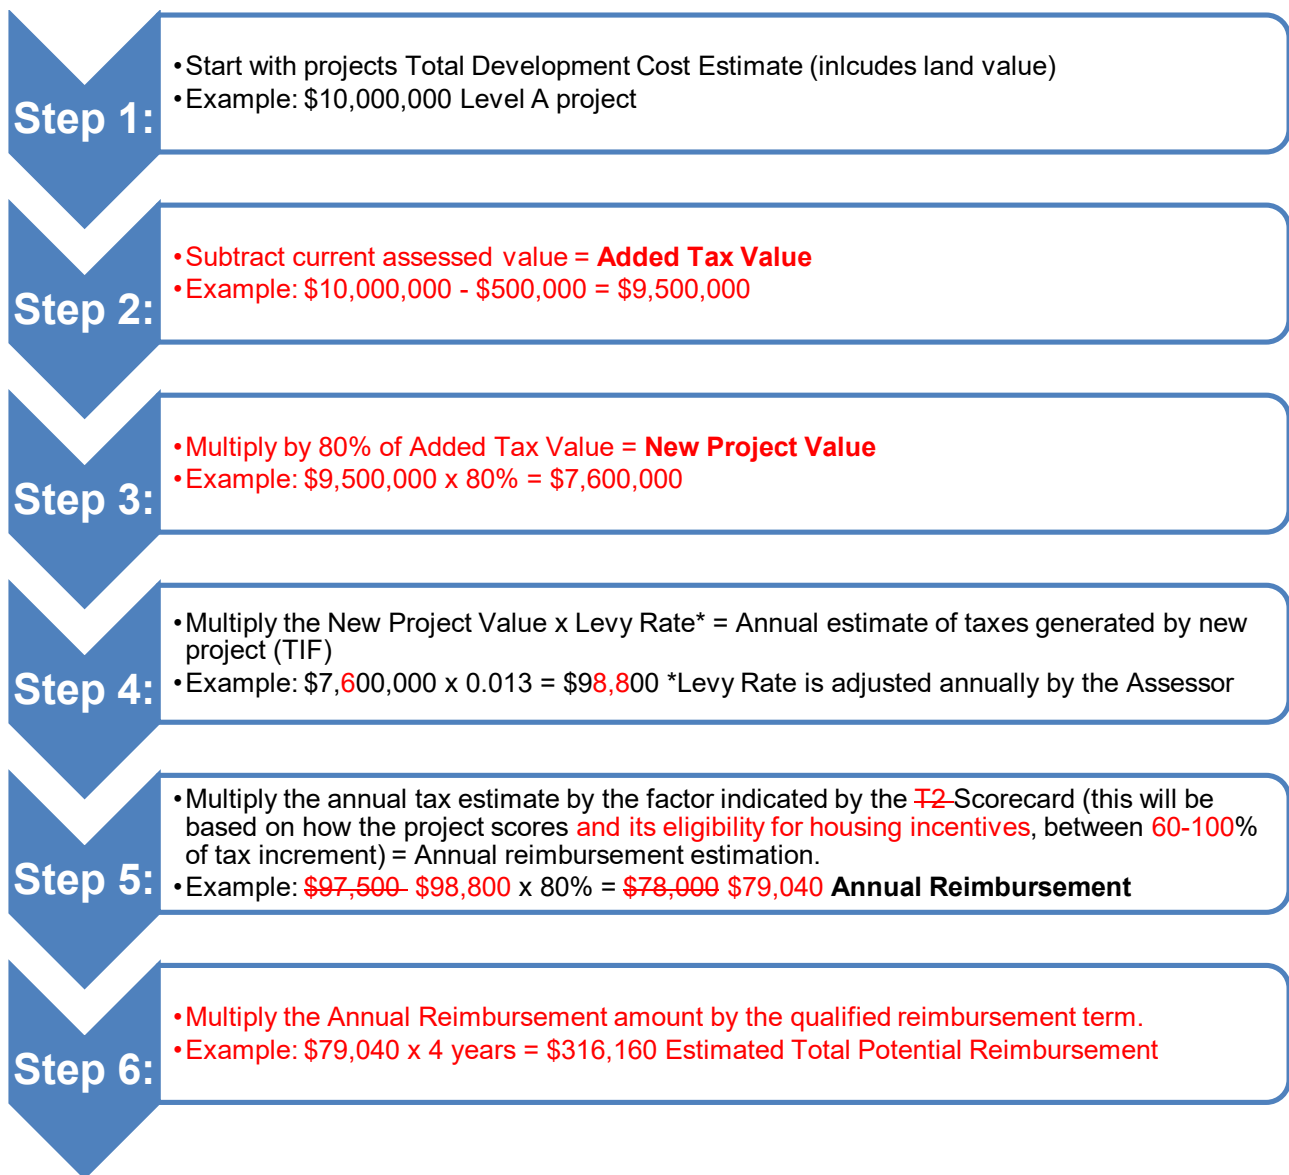 Step 1:
•Start with projects Total Development Cost Estimate (inlcudes land value)
•Example: $10,000,000 Level A project
Step 2:
•Subtract current assessed value = Added Tax Value
•Example: $10,000,000 - $500,000 = $9,500,000
Step 3:
•Multiply by 80% of Added Tax Value = New Project Value
•Example: $9,500,000 x 80% = $7,600,000
Step 4:
•Multiply the New Project Value x Levy Rate* = Annual estimate of taxes generated by new
project (TIF)
•Example: $7,600,000 x 0.013 = $98,800 *Levy Rate is adjusted annually by the Assessor
Step 5:
•Multiply the annual tax estimate by the factor indicated by the T2 Scorecard (this will be
based on how the project scores and its eligibility for housing incentives, between 60-100%
of tax increment) = Annual reimbursement estimation.
•Example: $97,500 $98,800 x 80% = $78,000 $79,040 Annual Reimbursement
Step 6:
•Multiply the Annual Reimbursement amount by the qualified reimbursement term.
•Example: $79,040 x 4 years = $316,160 Estimated Total Potential Reimbursement